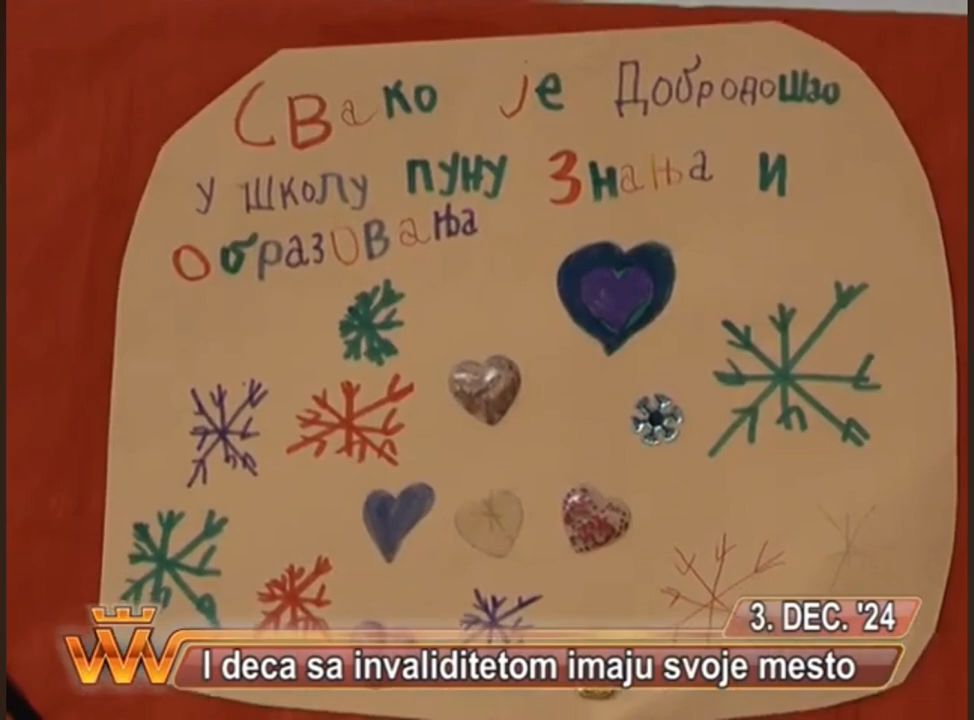 Свако је Добродошао
у школу пуну Знања и
образовања
3. DEC. '24
I deca sa invaliditetom imaju svoje mesto